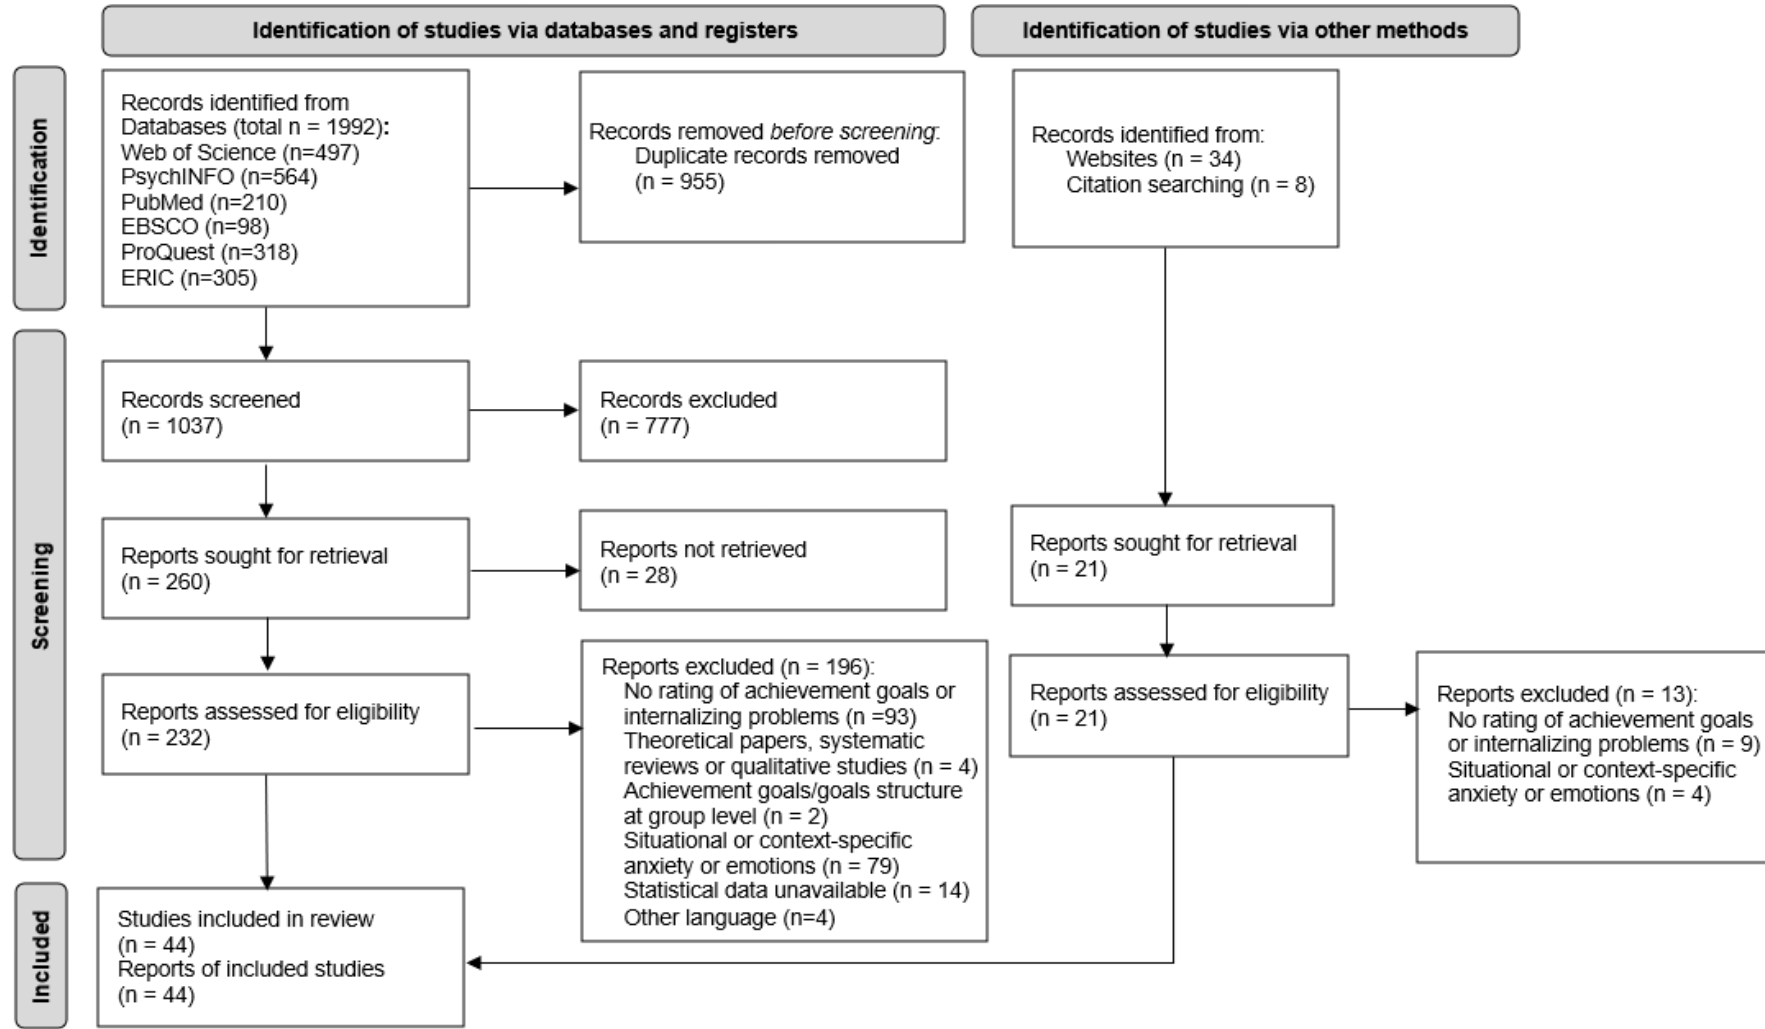 Identification of studies via databases and registers
Identification of studies via other methods
Identification
Records identified from
Databases (total n = 1992):
Web of Science (n=497)
PsychINFO (n=564)
PubMed (n=210)
EBSCO (n=98)
ProQuest (n=318)
ERIC (n=305)
Records removed before screening:
Duplicate records removed
(n = 955)
Records identified from:
Websites (n = 34)
Citation searching (n = 8)
Screening
Records screened
(n = 1037)
Records excluded
(n = 777)
Reports sought for retrieval
(n = 260)
Reports not retrieved
(n = 28)
Reports sought for retrieval
(n = 21)
Reports assessed for eligibility
(n = 232)
Reports excluded (n = 196):
No rating of achievement goals or
internalizing problems (n =93)
Theoretical papers, systematic
reviews or qualitative studies (n = 4)
Achievement goals/goals structure
at group level (n = 2)
Situational or context-specific
anxiety or emotions (n = 79)
Statistical data unavailable (n = 14)
Other language (n=4)
Reports assessed for eligibility
(n = 21)
Reports excluded (n = 13):
No rating of achievement goals
or internalizing problems (n = 9)
Situational or context-specific
anxiety or emotions (n = 4)
Included
Studies included in review
(n = 44)
Reports of included studies
(n = 44)